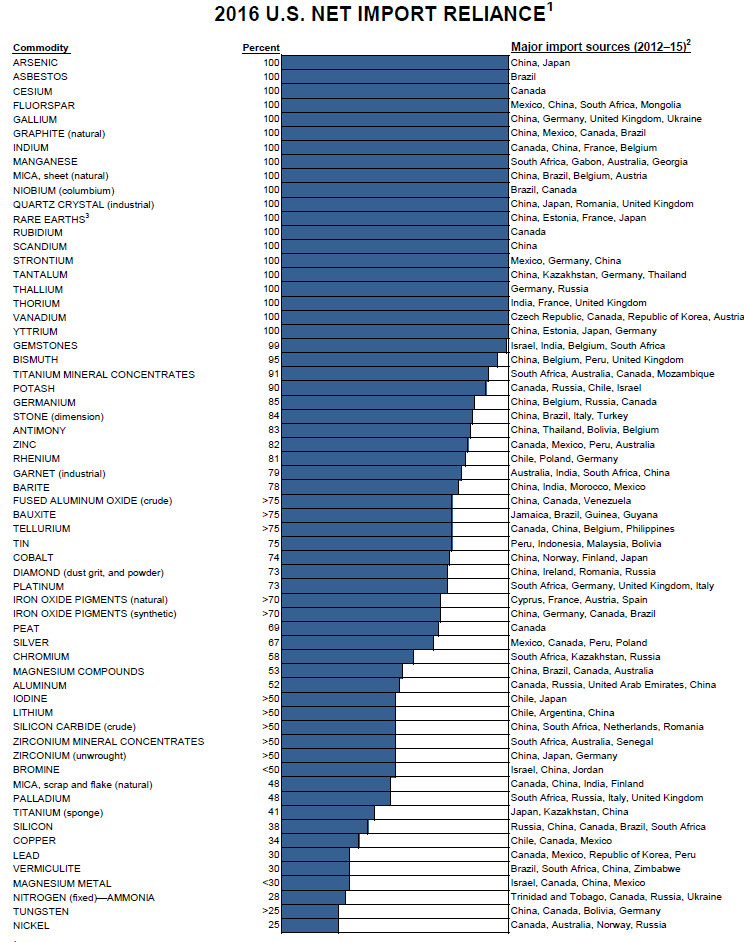 2016 U.S. NET IMPORT RELIANCE1
Commodity Percent Major import sources (2012–15)2
ARSENIC 100 China, Japan
ASBESTOS 100 Brazil
CESIUM 100 Canada
FLUORSPAR 100 Mexico, China, South Africa, Mongolia
GALLIUM 100 China, Germany, United Kingdom, Ukraine
GRAPHITE (natural) 100 China, Mexico, Canada, Brazil
INDIUM 100 Canada, China, France, Belgium
MANGANESE 100 South Africa, Gabon, Australia, Georgia
MICA, sheet (natural) 100 China, Brazil, Belgium, Austria
NIOBIUM (columbium) 100 Brazil, Canada
QUARTZ CRYSTAL (industrial) 100 China, Japan, Romania, United Kingdom
RARE EARTHS3 100 China, Estonia, France, Japan
RUBIDIUM 100 Canada
SCANDIUM 100 China
STRONTIUM 100 Mexico, Germany, China
TANTALUM 100 China, Kazakhstan, Germany, Thailand
THALLIUM 100 Germany, Russia
THORIUM 100 India, France, United Kingdom
VANADIUM 100 Czech Republic, Canada, Republic of Korea, Austria
YTTRIUM 100 China, Estonia, Japan, Germany
GEMSTONES 99 Israel, India, Belgium, South Africa
BISMUTH 95 China, Belgium, Peru, United Kingdom
TITANIUM MINERAL CONCENTRATES 91 South Africa, Australia, Canada, Mozambique
POTASH 90 Canada, Russia, Chile, Israel
GERMANIUM 85 China, Belgium, Russia, Canada
STONE (dimension) 84 China, Brazil, Italy, Turkey
ANTIMONY 83 China, Thailand, Bolivia, Belgium
ZINC 82 Canada, Mexico, Peru, Australia
RHENIUM 81 Chile, Poland, Germany
GARNET (industrial) 79 Australia, India, South Africa, China
BARITE 78 China, India, Morocco, Mexico
FUSED ALUMINUM OXIDE (crude) >75 China, Canada, Venezuela
BAUXITE >75 Jamaica, Brazil, Guinea, Guyana
TELLURIUM >75 Canada, China, Belgium, Philippines
TIN 75 Peru, Indonesia, Malaysia, Bolivia
COBALT 74 China, Norway, Finland, Japan
DIAMOND (dust grit, and powder) 73 China, Ireland, Romania, Russia
PLATINUM 73 South Africa, Germany, United Kingdom, Italy
IRON OXIDE PIGMENTS (natural) >70 Cyprus, France, Austria, Spain
IRON OXIDE PIGMENTS (synthetic) >70 China, Germany, Canada, Brazil
PEAT 69 Canada
SILVER 67 Mexico, Canada, Peru, Poland
CHROMIUM 58 South Africa, Kazakhstan, Russia
MAGNESIUM COMPOUNDS 53 China, Brazil, Canada, Australia
ALUMINUM 52 Canada, Russia, United Arab Emirates, China
IODINE >50 Chile, Japan
LITHIUM >50 Chile, Argentina, China
SILICON CARBIDE (crude) >50 China, South Africa, Netherlands, Romania
ZIRCONIUM MINERAL CONCENTRATES >50 South Africa, Australia, Senegal
ZIRCONIUM (unwrought) >50 China, Japan, Germany
BROMINE <50 Israel, China, Jordan
MICA, scrap and flake (natural) 48 Canada, China, India, Finland
PALLADIUM 48 South Africa, Russia, Italy, United Kingdom
TITANIUM (sponge) 41 Japan, Kazakhstan, China
SILICON 38 Russia, China, Canada, Brazil, South Africa
COPPER 34 Chile, Canada, Mexico
LEAD 30 Canada, Mexico, Republic of Korea, Peru
VERMICULITE 30 Brazil, South Africa, China, Zimbabwe
MAGNESIUM METAL <30 Israel, Canada, China, Mexico
NITROGEN (fixed)—AMMONIA 28 Trinidad and Tobago, Canada, Russia, Ukraine
TUNGSTEN >25 China, Canada, Bolivia, Germany
NICKEL 25 Canada, Australia, Norway, Russia